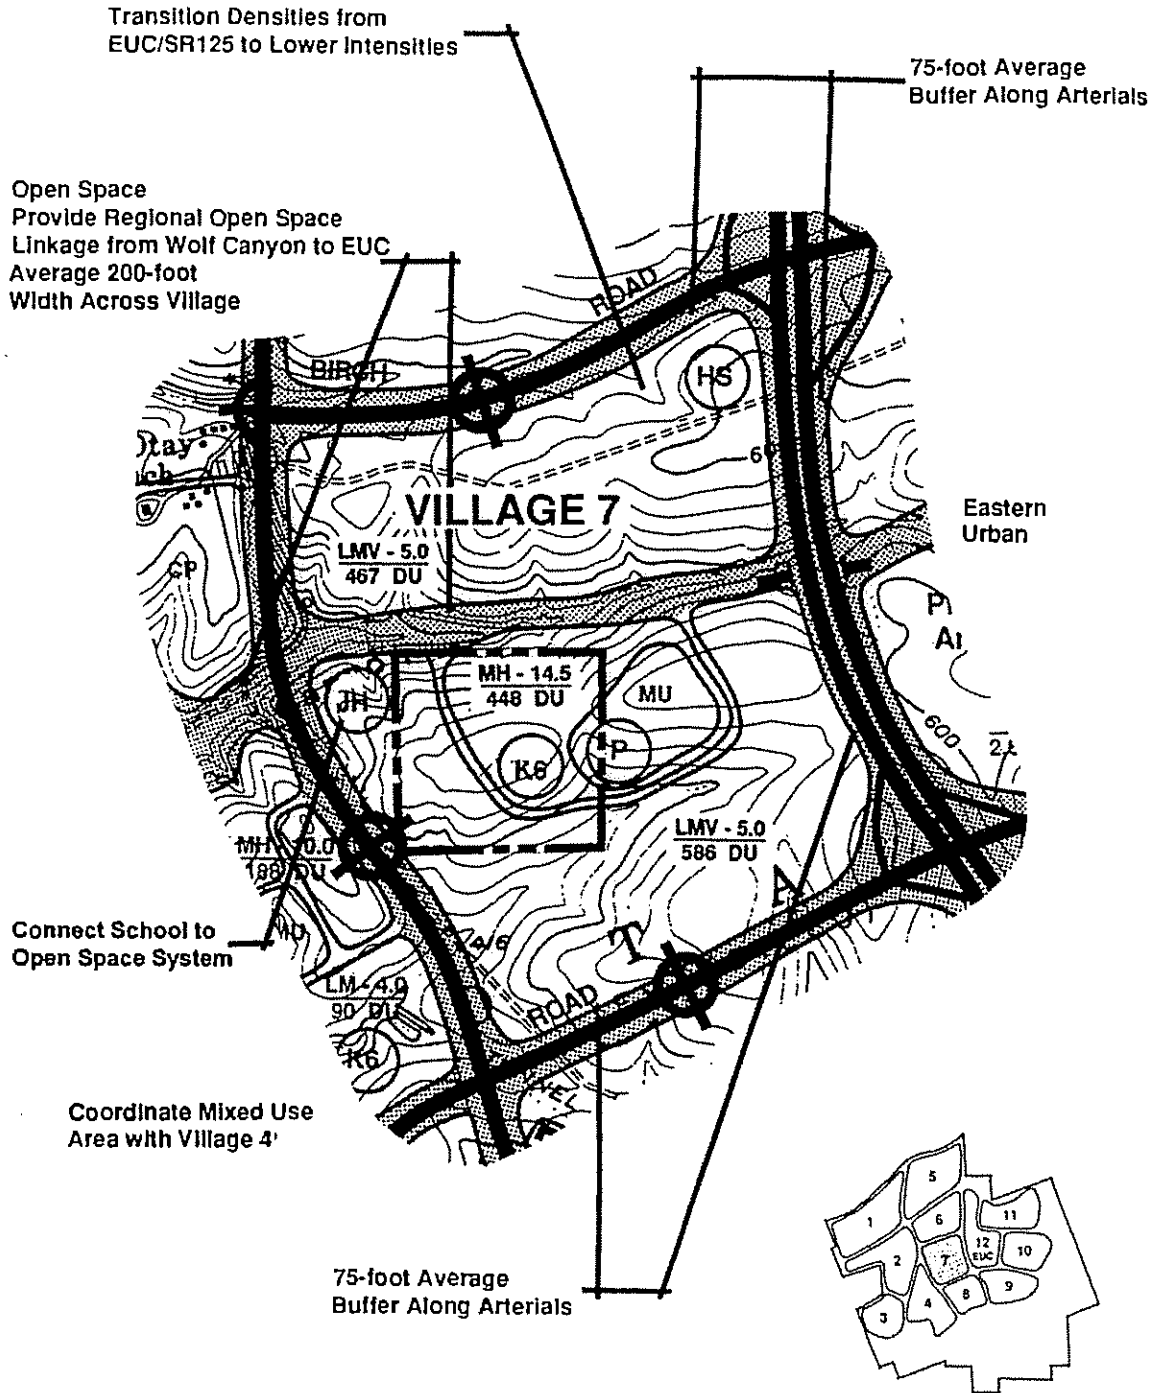 Transition Densities from
EUC/SR125 to Lower Intensities
75-foot Average
Buffer Along Arterials
Open Space
Provide Regional Open Space
Linkage from Wolf Canyon to EUC
Average 200-foot
Width Across Village
ROAD
BIRCH
HS
Otay
VILLAGE 7
Eastern
Urban
LMV - 5.0
467 DU
CP
MH - 14.5
448 DU
MU
JH
P
K6
600
LMV - 5.0
586 DU
MH
DU
MU
A
T
Connect School to
Open Space System
LM - 4.0
90 DU
ROAD
K6
Coordinate Mixed Use
Area with Village 4
75-foot Average
Buffer Along Arterials
5
1
6
11
2
7
12
EUC
10
9
8
4
3